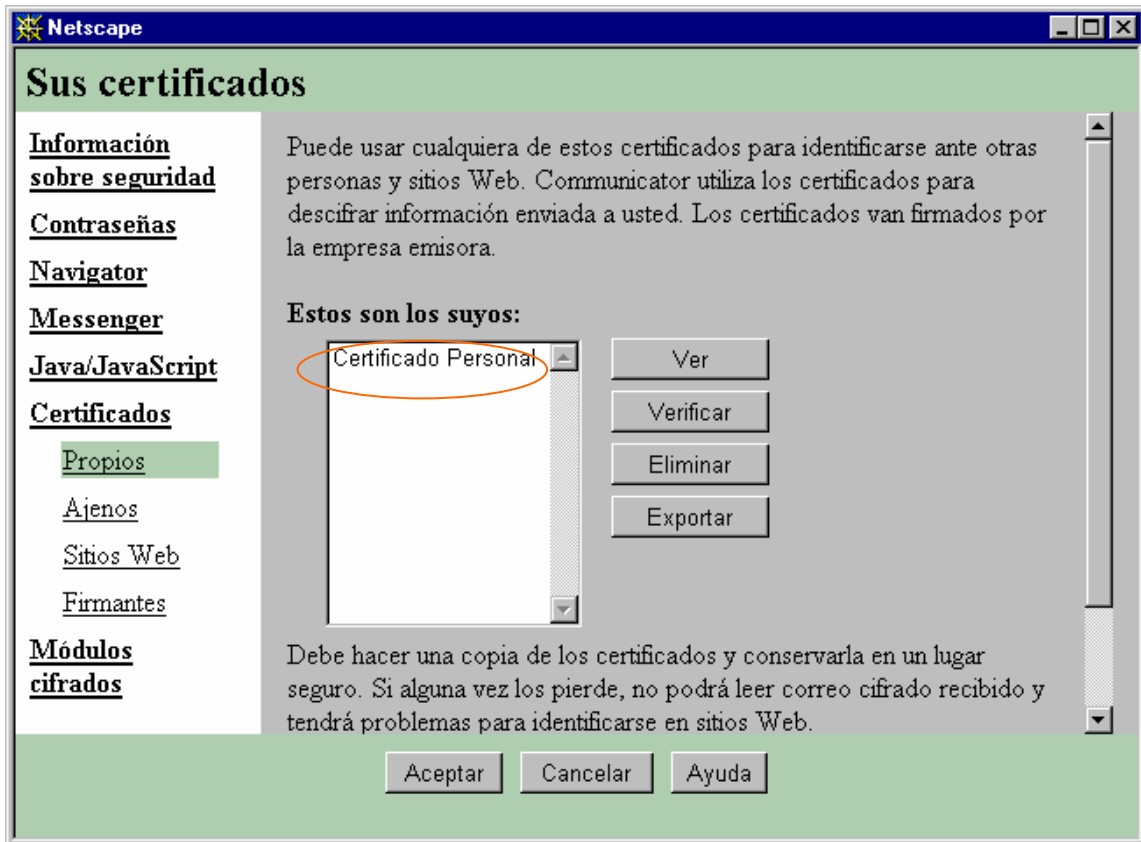 Netscape
Sus certificados
Información
sobre seguridad
Contraseñas
Navigator
Messenger
Java/JavaScript
Certificados
Propios
Ajenos
Sitios Web
Firmantes
Módulos
cifrados
Puede usar cualquiera de estos certificados para identificarse ante otras
personas y sitios Web. Communicator utiliza los certificados para
descifrar información enviada a usted. Los certificados van firmados por
la empresa emisora.
Estos son los suyos:
Certificado Personal
Ver
Verificar
Eliminar
Exportar
Debe hacer una copia de los certificados y conservarla en un lugar
seguro. Si alguna vez los pierde, no podrá leer correo cifrado recibido y
tendrá problemas para identificarse en sitios Web.
Aceptar
Cancelar
Ayuda